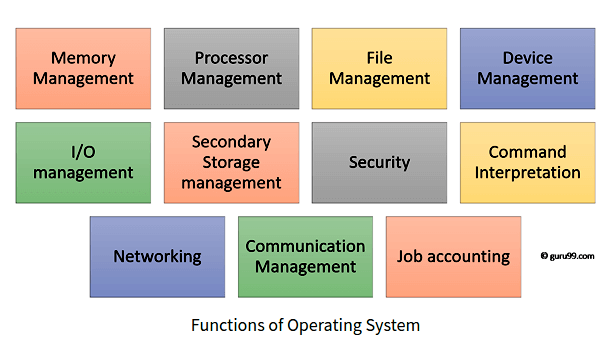 Memory
Management
Processor
Management
File
Management
Device
Management
I/O
management
Secondary
Storage
management
Security
Command
Interpretation
Networking
Communication
Management
Job accounting
© guru99.com
Functions of Operating System